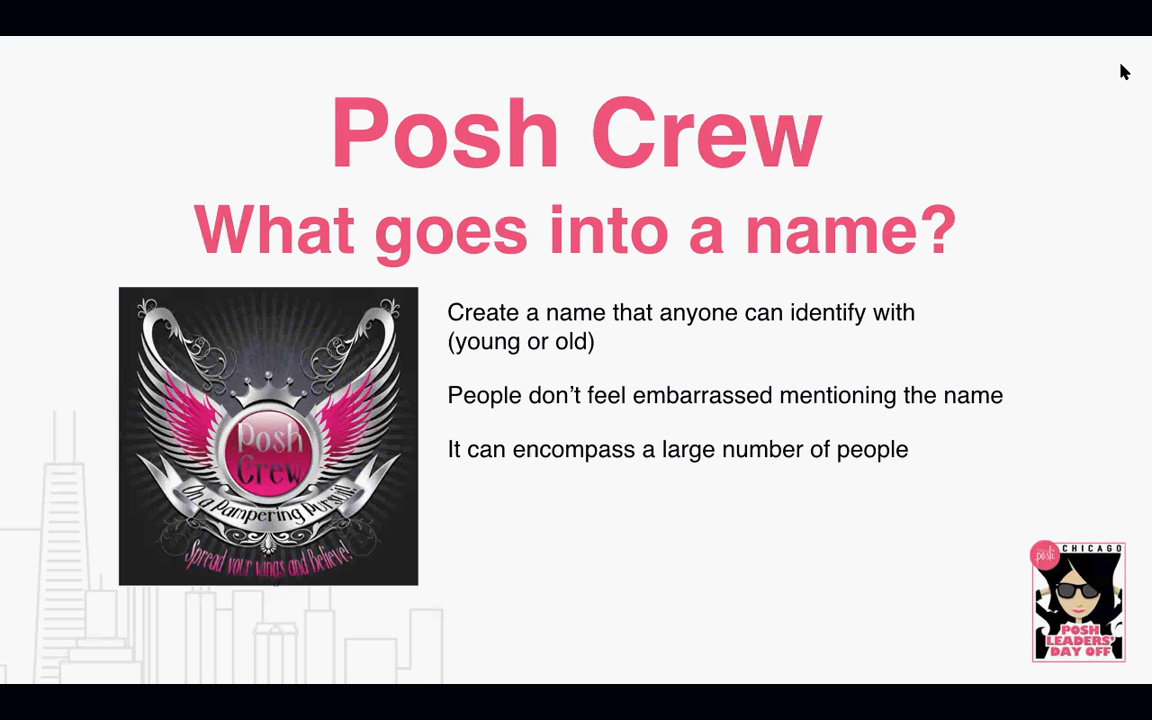 Posh Crew
What goes into a name?
Create a name that anyone can identify with
(young or old)
People don’t feel embarrassed mentioning the name
It can encompass a large number of people
Posh
Crew
On a Pampering Pursuit!
Spread your wings and Believe!
posh
CHICAGO
POSH
LEADERS'
DAY OFF